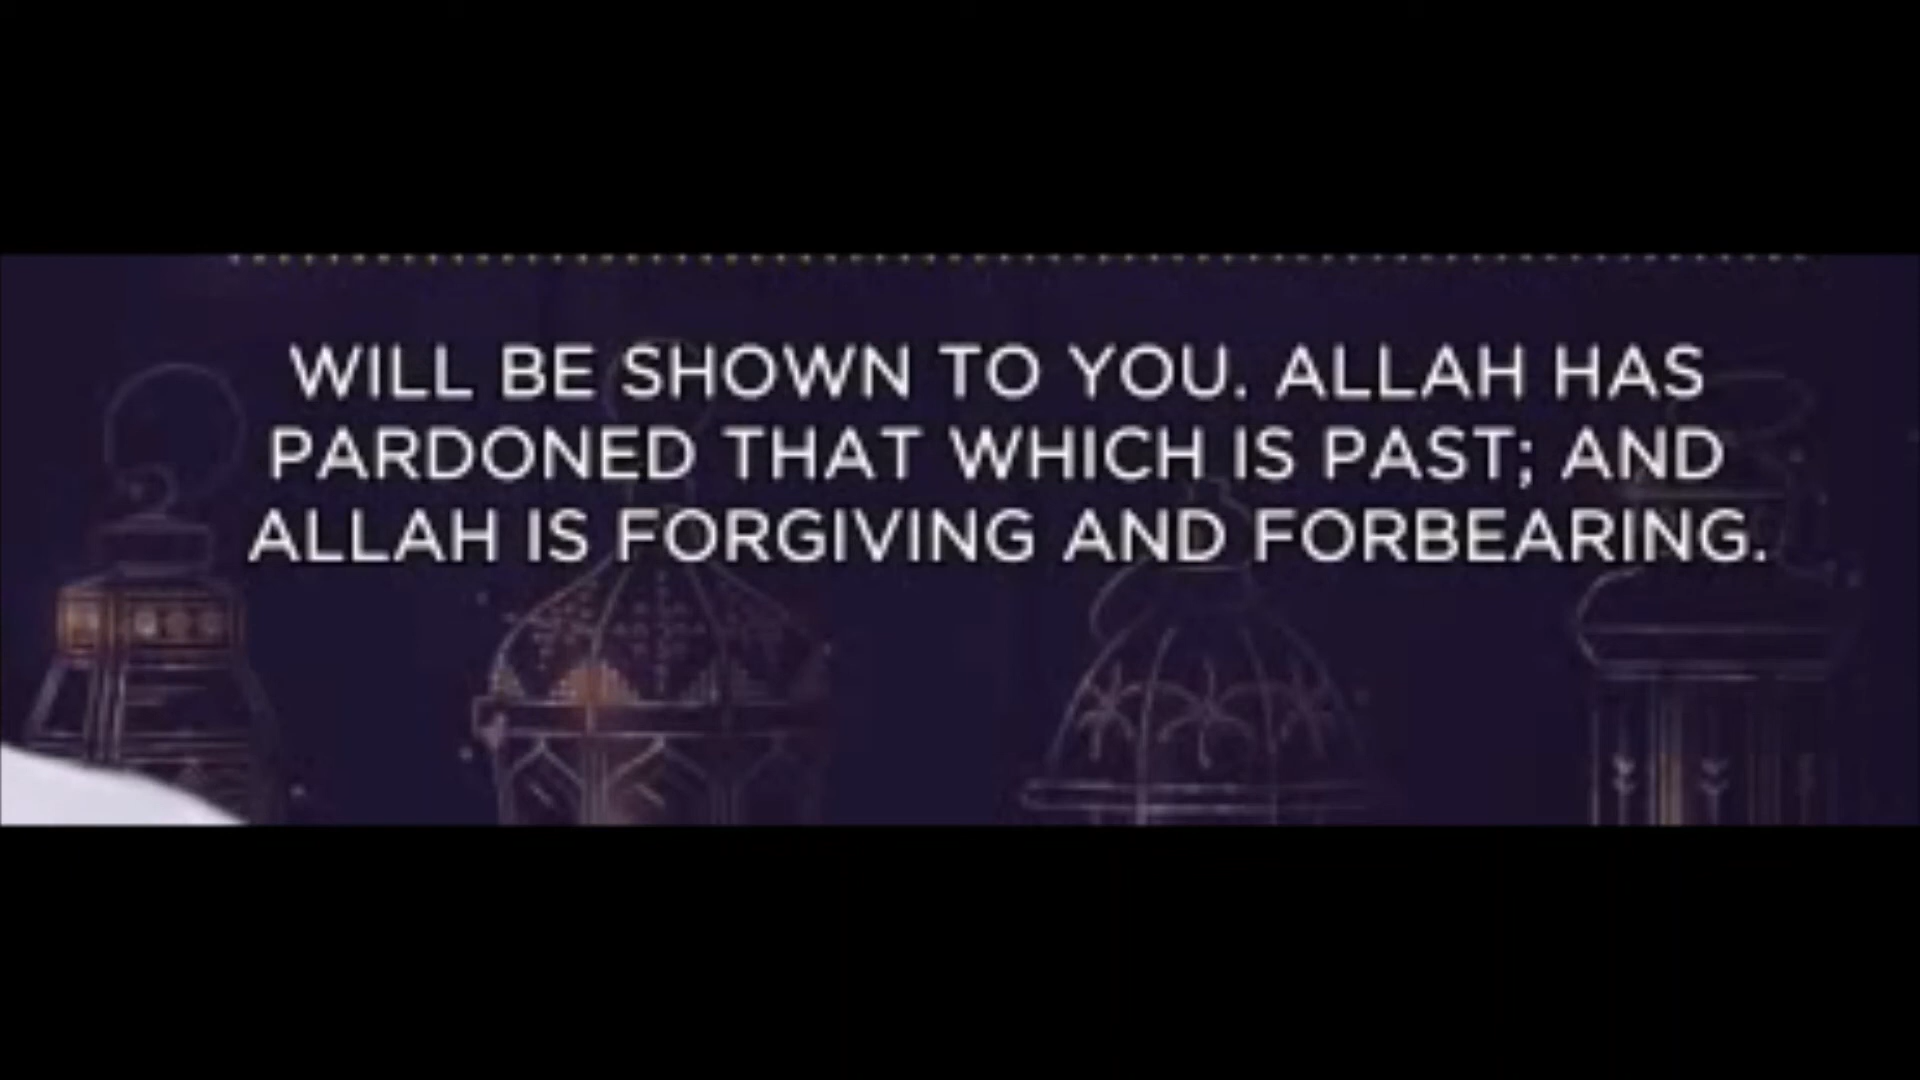 WILL BE SHOWN TO YOU. ALLAH HAS
PARDONED THAT WHICH IS PAST; AND
ALLAH IS FORGIVING AND FORBEARING.